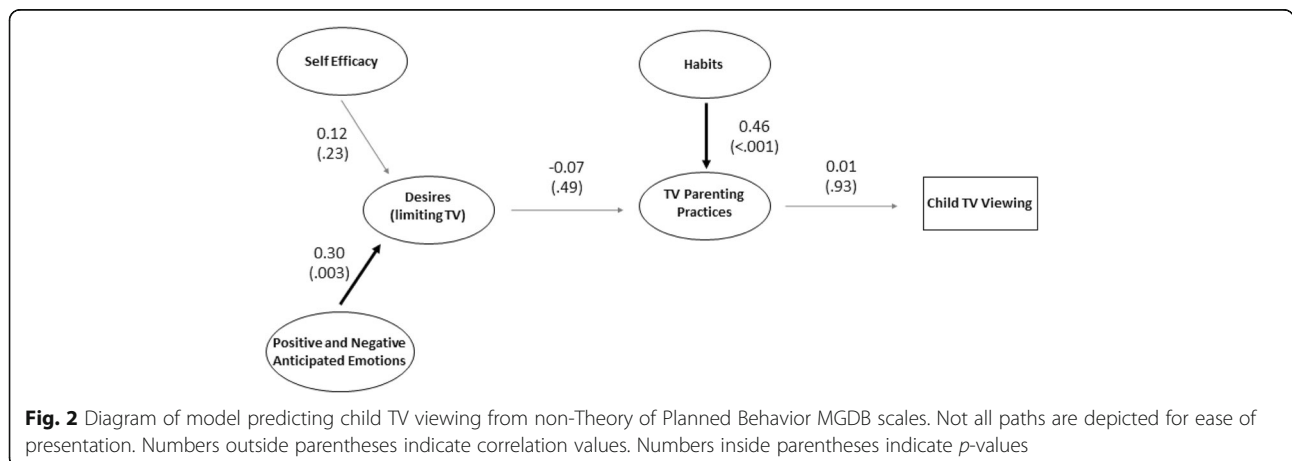 Self Efficacy
Habits
0.12
(.23)
0.46
(<.001)
-0.07
(.49)
0.01
(.93)
Desires
(limiting TV)
TV Parenting
Practices
Child TV Viewing
0.30
(.003)
Positive and Negative
Anticipated Emotions
Fig. 2 Diagram of model predicting child TV viewing from non-Theory of Planned Behavior MGDB scales. Not all paths are depicted for ease of
presentation. Numbers outside parentheses indicate correlation values. Numbers inside parentheses indicate p-values